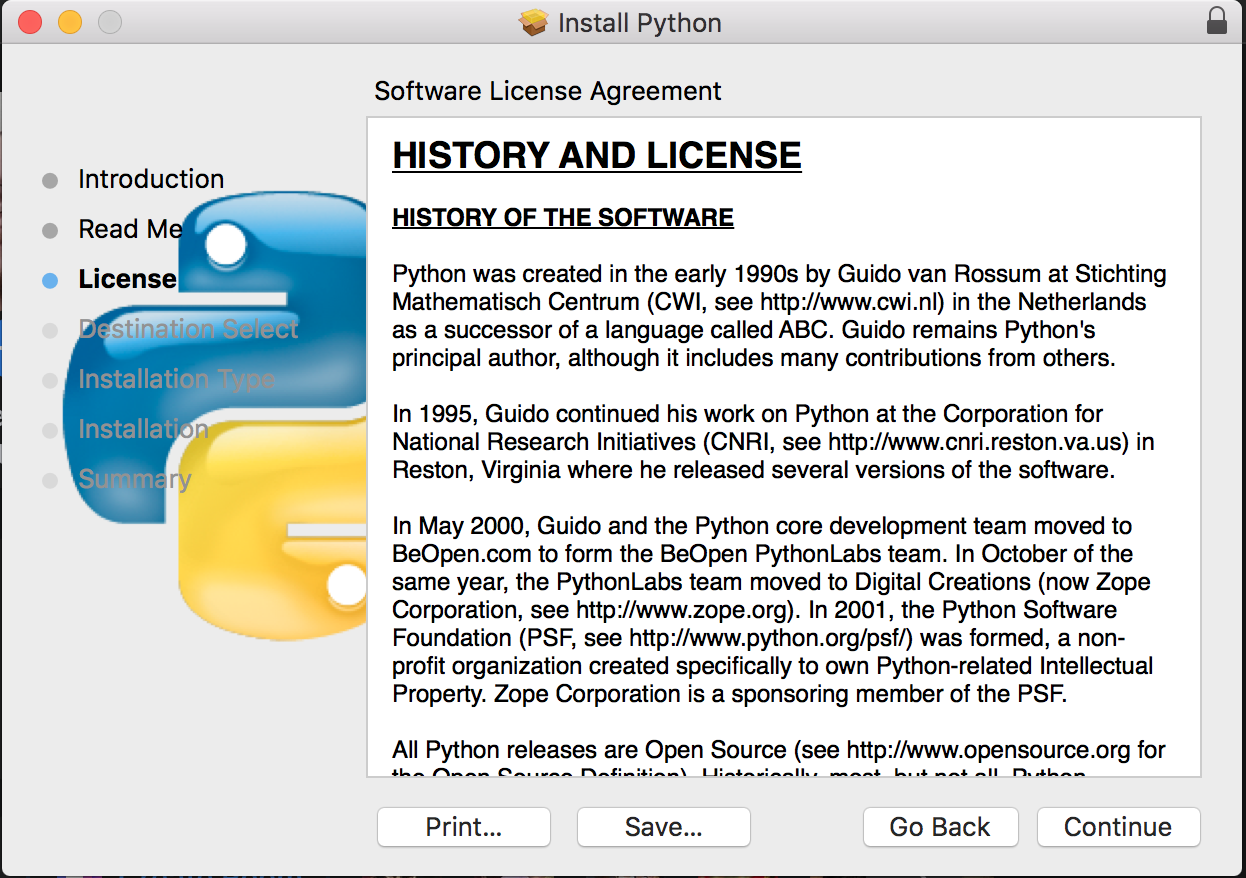 Install Python
Software License Agreement
Introduction
Read Me
License
Destination Select
Installation Type
Installation
Summary
HISTORY AND LICENSE
HISTORY OF THE SOFTWARE
Python was created in the early 1990s by Guido van Rossum at Stichting
Mathematisch Centrum (CWI, see http://www.cwi.nl) in the Netherlands
as a successor of a language called ABC. Guido remains Python's
principal author, although it includes many contributions from others.
In 1995, Guido continued his work on Python at the Corporation for
National Research Initiatives (CNRI, see http://www.cnri.reston.va.us) in
Reston, Virginia where he released several versions of the software.
In May 2000, Guido and the Python core development team moved to
BeOpen.com to form the BeOpen PythonLabs team. In October of the
same year, the PythonLabs team moved to Digital Creations (now Zope
Corporation, see http://www.zope.org). In 2001, the Python Software
Foundation (PSF, see http://www.python.org/psf/) was formed, a non-
profit organization created specifically to own Python-related Intellectual
Property. Zope Corporation is a sponsoring member of the PSF.
All Python releases are Open Source (see http://www.opensource.org for
the Open Source Definition). Historically, most, but not all, Python
Print...
Save...
Go Back
Continue